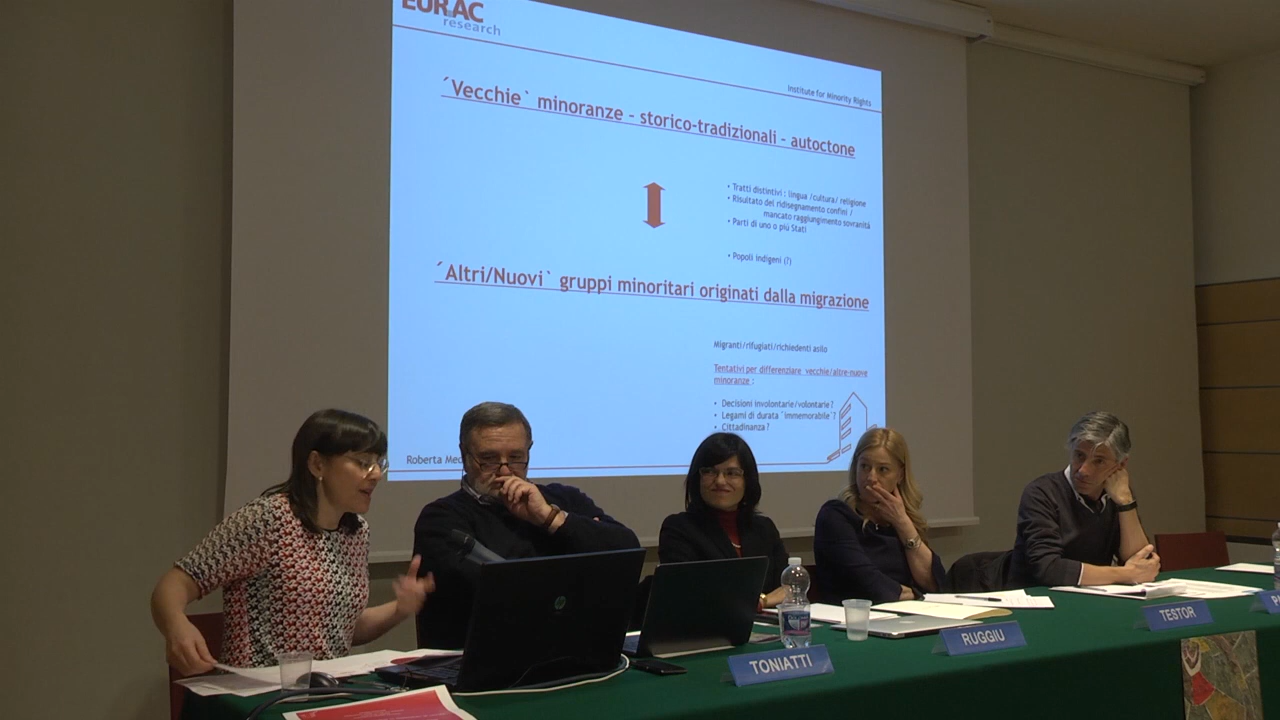 EURAC
research
Institute for Minority Rights
´Vecchie` minoranze – storico-tradizionali – autoctone
• Tratti distintivi : lingua /cultura/ religione
• Risultato del ridisegnamento confini /
mancato raggiungimento sovranità
• Parti di uno o più Stati
• Popoli indigeni (?)
´Altri/Nuovi` gruppi minoritari originati dalla migrazione
Migranti/rifugiati/richiedenti asilo
Tentativi per differenziare vecchie/altre-nuove
minoranze :
• Decisioni involontarie/volontarie ?
• Legami di durata ´immemorabile`?
• Cittadinanza ?
Roberta
TONIATTI
RUGGIU
TESTOR